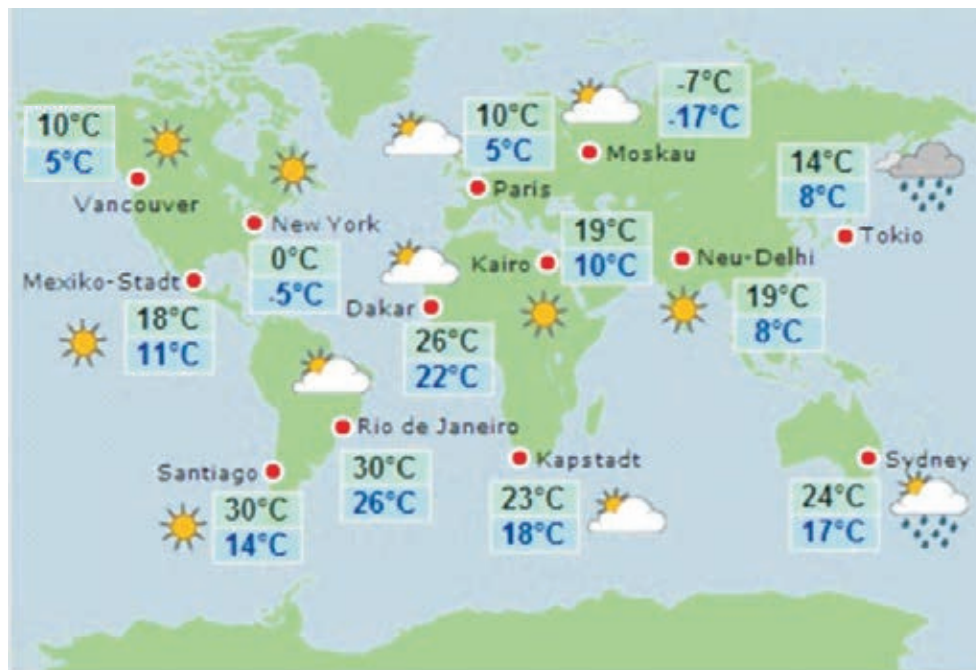 -7°C
-17°C
Moskau
10°C
5°C
Vancouver
10°C
5°C
Paris
14°C
8°C
Tokio
New York
0°C
-5°C
19°C
10°C
Kairo
Neu-Delhi
19°C
8°C
Mexiko-Stadt
18°C
11°C
Dakar
26°C
22°C
Rio de Janeiro
30°C
26°C
Santiago
30°C
14°C
Kapstadt
23°C
18°C
Sydney
24°C
17°C